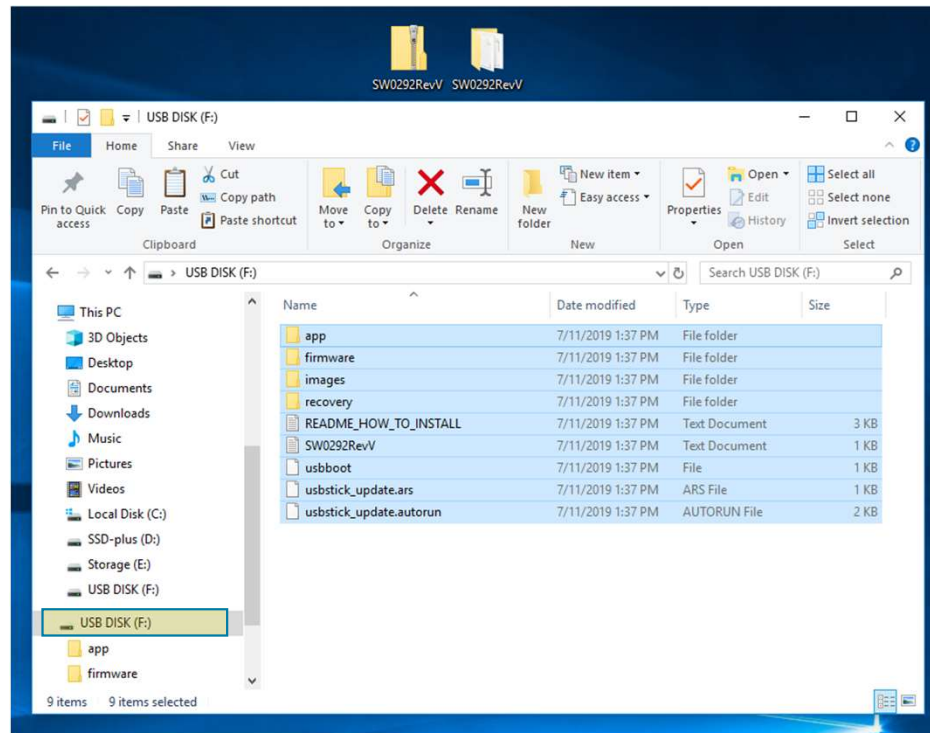 SW0292RevV SW0292RevV
USB DISK (F:)
File Home Share View
Pin to Quick access
Copy
Paste
Cut
Copy path
Paste shortcut
Move to
Copy to
Delete
Rename
New folder
New item
Easy access
Properties
Open
Edit
History
Select all
Select none
Invert selection
Clipboard Organize New Open Select
USB DISK (F:)
Search USB DISK (F:)
This PC
3D Objects
Desktop
Documents
Downloads
Music
Pictures
Videos
Local Disk (C:)
SSD-plus (D:)
Storage (E:)
USB DISK (F:)
USB DISK (F:)
app
firmware
Name Date modified Type Size
app 7/11/2019 1:37 PM File folder
firmware 7/11/2019 1:37 PM File folder
images 7/11/2019 1:37 PM File folder
recovery 7/11/2019 1:37 PM File folder
README_HOW_TO_INSTALL 7/11/2019 1:37 PM Text Document 3 KB
SW0292RevV 7/11/2019 1:37 PM Text Document 1 KB
usbboot 7/11/2019 1:37 PM File 1 KB
usbstick_update.ars 7/11/2019 1:37 PM ARS File 1 KB
usbstick_update.autorun 7/11/2019 1:37 PM AUTORUN File 2 KB
9 items 9 items selected